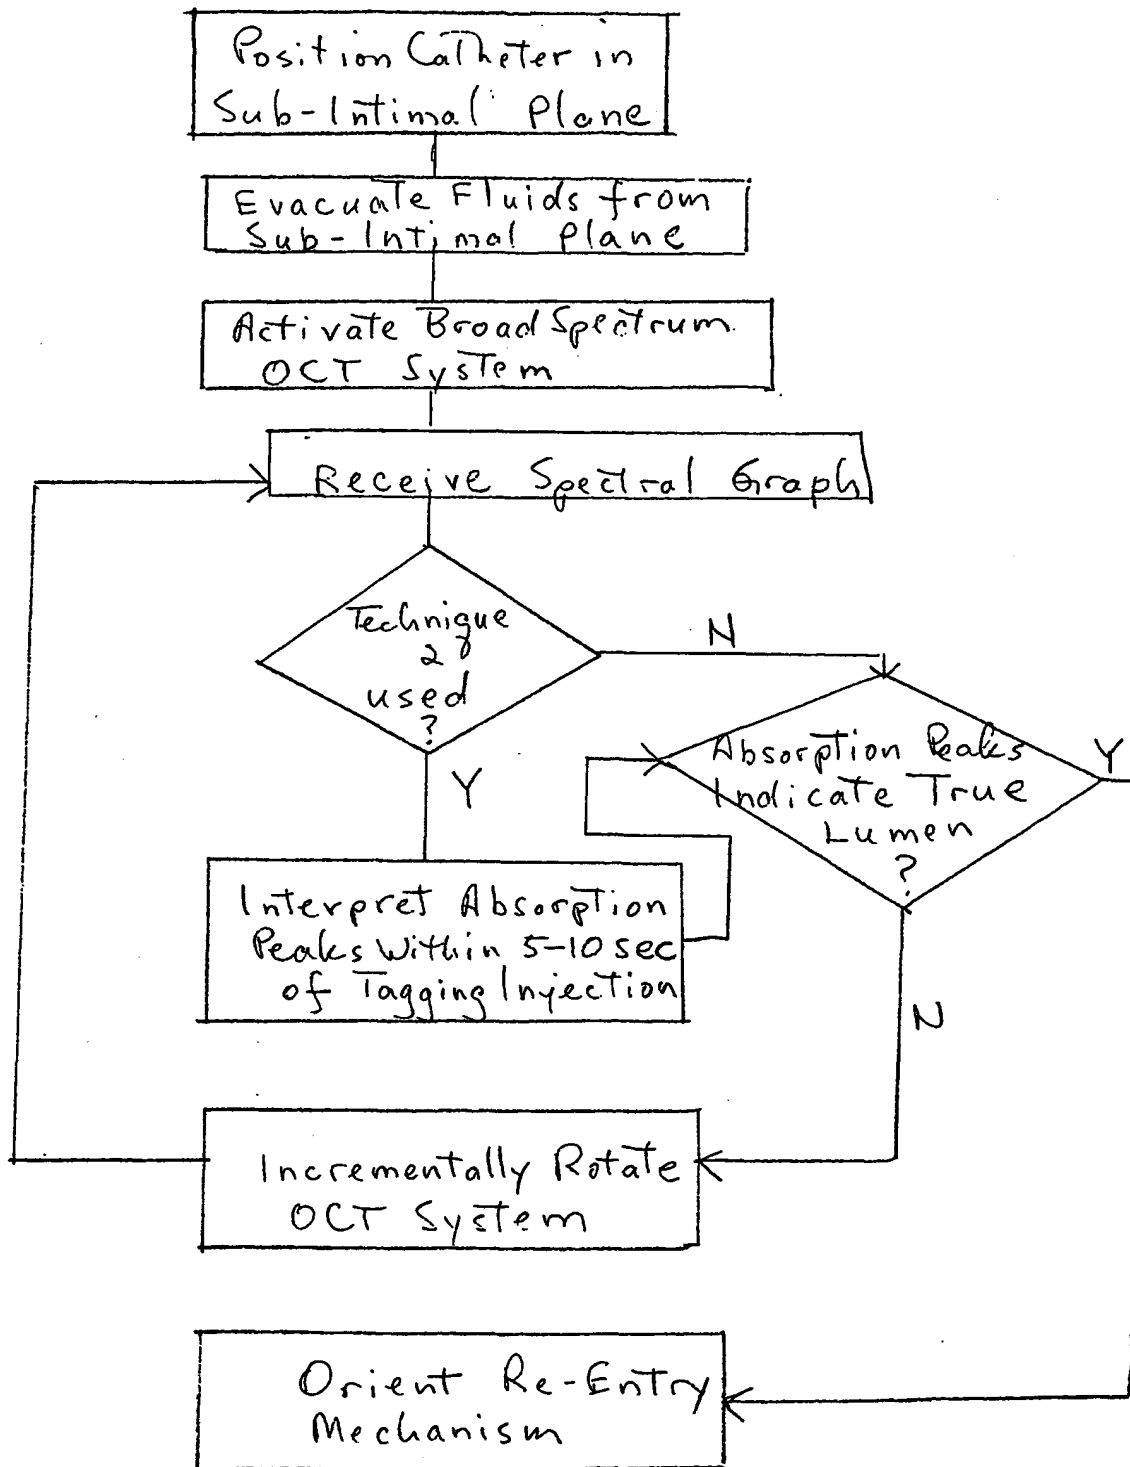 Position Catheter in
Sub-Intimal Plane
Evacuate Fluids from
Sub-Intimal Plane
Activate Broad Spectrum
OCT System
Receive Spectral Graph
Technique
2
used
?
N
Y
Absorption Peaks
Indicate True
Lumen
?
Y
Interpret Absorption
Peaks Within 5-10 sec
of Tagging Injection
N
Incrementally Rotate
OCT System
Orient Re-Entry
Mechanism